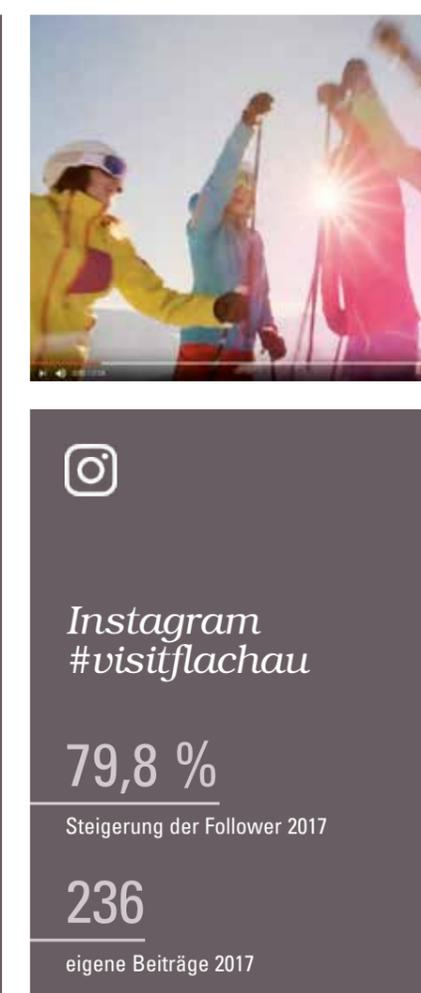 Instagram
#visitflachau
79,8 %
Steigerung der Follower 2017
236
eigene Beiträge 2017